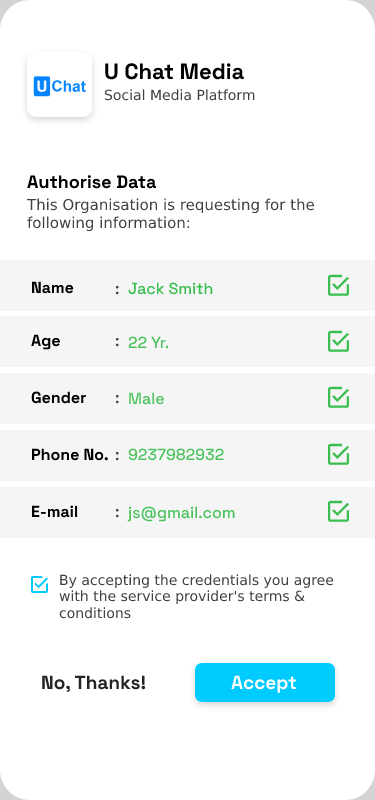 U Chat
U Chat Media
Social Media Platform
Authorise Data
This Organisation is requesting for the
following information:
Name : Jack Smith
Age : 22 Yr.
Gender : Male
Phone No. : 9237982932
E-mail : js@gmail.com
By accepting the credentials you agree
with the service provider's terms &
conditions
No, Thanks! Accept